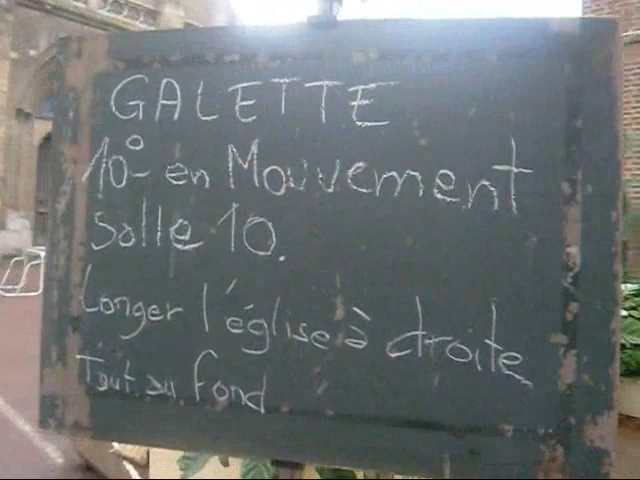 GALETTE
10° en Mouvement
Salle 10.
Longer l'église à droite
Tout au fond